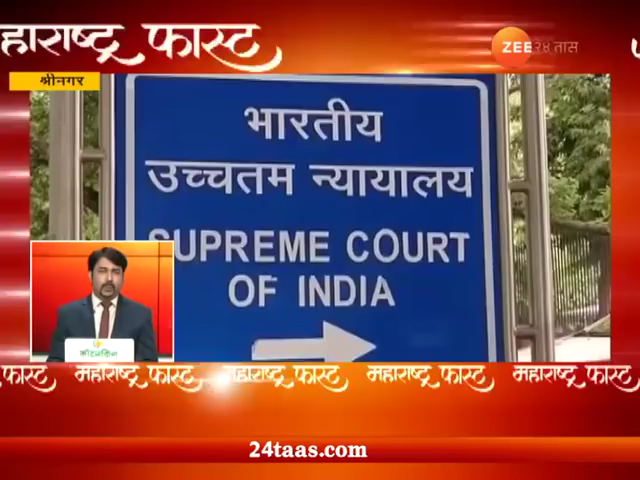 महाराष्ट्र फास्ट
ZEE २४ तास
श्रीनगर
भारतीय
उच्चतम न्यायालय
SUPREME COURT
OF INDIA
महाराष्ट्र फास्ट महाराष्ट्र फास्ट महाराष्ट्र फास्ट महाराष्ट्र फास्ट महाराष्ट्र फास्ट
24taas.com